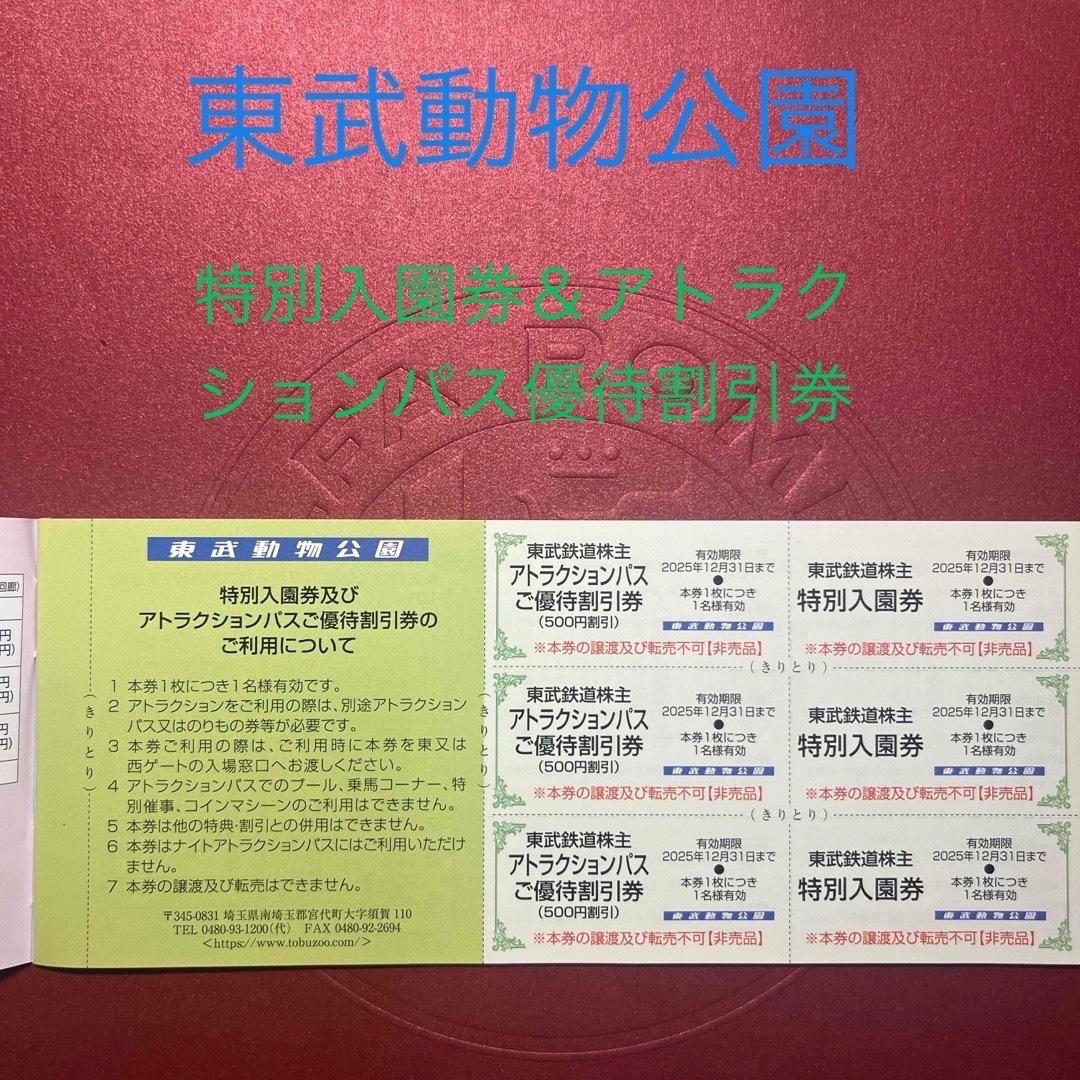 東武動物公園
特別入園券&アトラク
ションパス優待割引券
回廊)
円
円)
円
円)
円
円)
東武動物公園
特別入園券及び
アトラクションパスご優待割引券の
ご利用について
1 本券1枚につき1名様有効です。
2 アトラクションをご利用の際は、別途アトラクション
パス又はのりもの券等が必要です。
3 本券ご利用の際は、ご利用時に本券を東又は
西ゲートの入場窓口へお渡しください。
4 アトラクションパスでのプール、乗馬コーナー、特
別催事、コインマシーンのご利用はできません。
5 本券は他の特典・割引との併用はできません。
6 本券はナイトアトラクションパスにはご利用いただけ
ません。
7 本券の譲渡及び転売はできません。
〒345-0831 埼玉県南埼玉郡宮代町大字須賀 110
TEL 0480-93-1200(代) FAX 0480-92-2694
<https://www.tobuzoo.com/>
(きりとり)
(きりとり)
東武鉄道株主
アトラクションパス
ご優待割引券
(500円割引)
有効期限
2025年12月31日まで
●
本券1枚につき
1名様有効
東武動物公園
※本券の譲渡及び転売不可【非売品】
東武鉄道株主
特別入園券
有効期限
2025年12月31日まで
●
本券1枚につき
1名様有効
東武動物公園
※本券の譲渡及び転売不可【非売品】
(きりとり)
東武鉄道株主
アトラクションパス
ご優待割引券
(500円割引)
有効期限
2025年12月31日まで
●
本券1枚につき
1名様有効
東武動物公園
※本券の譲渡及び転売不可【非売品】
東武鉄道株主
特別入園券
有効期限
2025年12月31日まで
●
本券1枚につき
1名様有効
東武動物公園
※本券の譲渡及び転売不可【非売品】
(きりとり)
東武鉄道株主
アトラクションパス
ご優待割引券
(500円割引)
有効期限
2025年12月31日まで
●
本券1枚につき
1名様有効
東武動物公園
※本券の譲渡及び転売不可【非売品】
東武鉄道株主
特別入園券
有効期限
2025年12月31日まで
●
本券1枚につき
1名様有効
東武動物公園
※本券の譲渡及び転売不可【非売品】